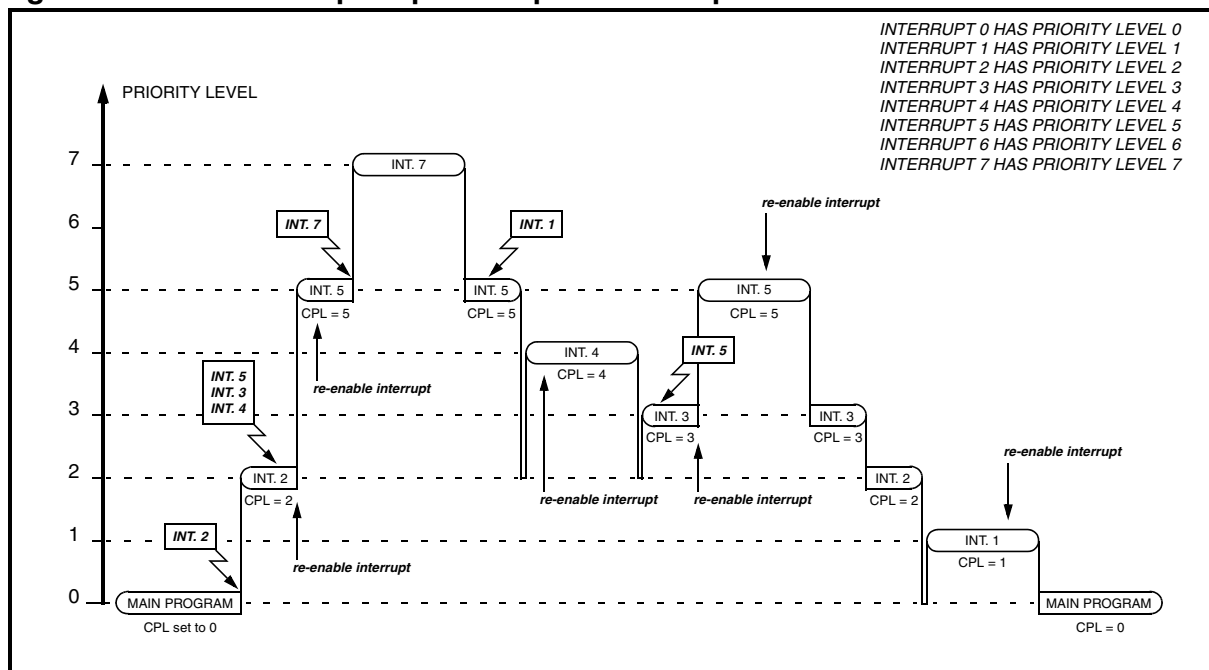 INTERRUPT 0 HAS PRIORITY LEVEL 0
INTERRUPT 1 HAS PRIORITY LEVEL 1
INTERRUPT 2 HAS PRIORITY LEVEL 2
INTERRUPT 3 HAS PRIORITY LEVEL 3
INTERRUPT 4 HAS PRIORITY LEVEL 4
INTERRUPT 5 HAS PRIORITY LEVEL 5
INTERRUPT 6 HAS PRIORITY LEVEL 6
INTERRUPT 7 HAS PRIORITY LEVEL 7
PRIORITY LEVEL
7
INT. 7
re-enable interrupt
6
INT. 7
INT. 1
5
INT. 5
INT. 5
INT. 5
CPL = 5
CPL = 5
CPL = 5
4
INT. 4
INT. 5
CPL = 4
INT. 5
INT. 3
INT. 4
re-enable interrupt
3
INT. 3
INT. 3
CPL = 3
CPL = 3
re-enable interrupt
2
INT. 2
INT. 2
CPL = 2
re-enable interrupt
re-enable interrupt
CPL = 2
INT. 2
1
INT. 1
re-enable interrupt
CPL = 1
0
MAIN PROGRAM
MAIN PROGRAM
CPL set to 0
CPL = 0